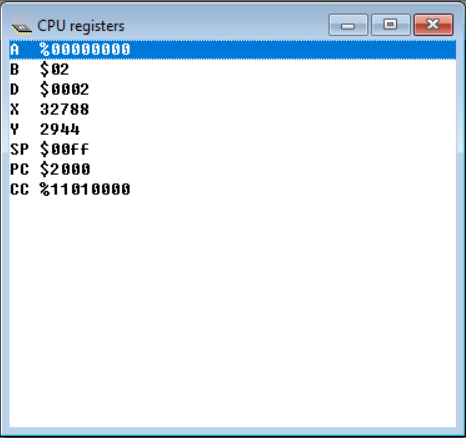 CPU registers
A %00000000
B $02
D $0002
X 32788
Y 2944
SP $00ff
PC $2000
CC %11010000